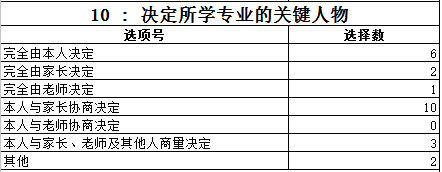 10 : 决定所学专业的关键人物
选项号 选择数
完全由本人决定 6
完全由家长决定 2
完全由老师决定 1
本人与家长协商决定 10
本人与老师协商决定 0
本人与家长、老师及其他人商量决定 3
其他 2